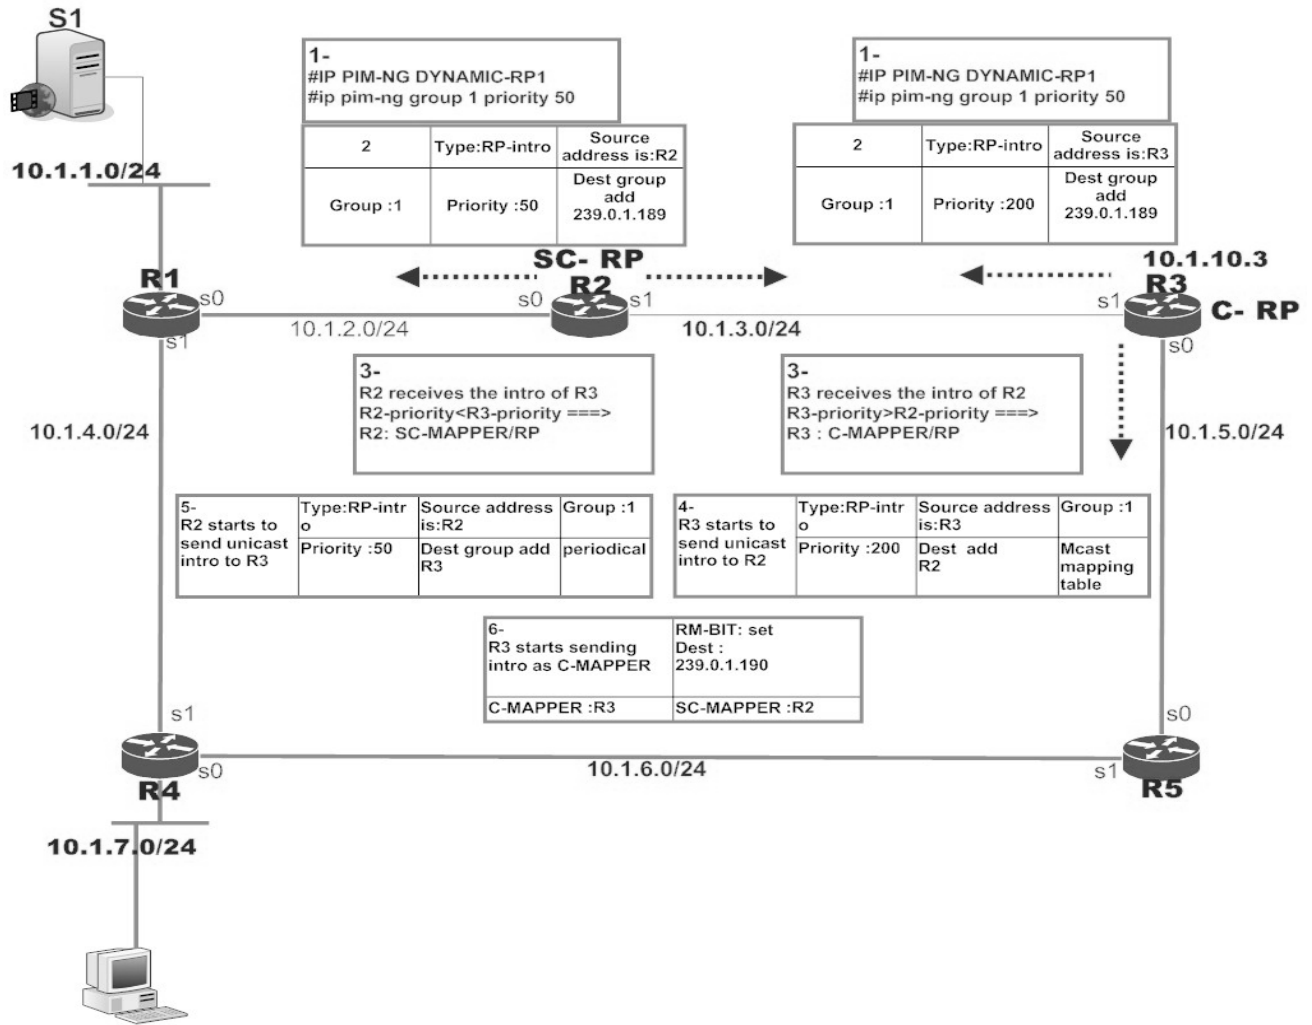 S1
10.1.1.0/24
1-
#IP PIM-NG DYNAMIC-RP1
#ip pim-ng group 1 priority 50
2
Type:RP-intro
Source
address is:R2
Group :1
Priority :50
Dest group
add
239.0.1.189
1-
#IP PIM-NG DYNAMIC-RP1
#ip pim-ng group 1 priority 50
2
Type:RP-intro
Source
address is:R3
Group :1
Priority :200
Dest group
add
239.0.1.189
R1
s0
s1
10.1.2.0/24
SC- RP
R2
s0
s1
10.1.3.0/24
10.1.10.3
R3
s1
C- RP
s0
10.1.4.0/24
3-
R2 receives the intro of R3
R2-priority<R3-priority ===>
R2: SC-MAPPER/RP
3-
R3 receives the intro of R2
R3-priority>R2-priority ===>
R3 : C-MAPPER/RP
10.1.5.0/24
5-
R2 starts to
send unicast
intro to R3
Type:RP-intr
o
Source address
is:R2
Group :1
Priority :50
Dest group add
R3
periodical
4-
R3 starts to
send unicast
intro to R2
Type:RP-intr
o
Source address
is:R3
Group :1
Priority :200
Dest add
R2
Mcast
mapping
table
6-
R3 starts sending
intro as C-MAPPER
RM-BIT: set
Dest :
239.0.1.190
C-MAPPER :R3
SC-MAPPER :R2
s1
s0
R4
10.1.6.0/24
s0
s1
R5
10.1.7.0/24